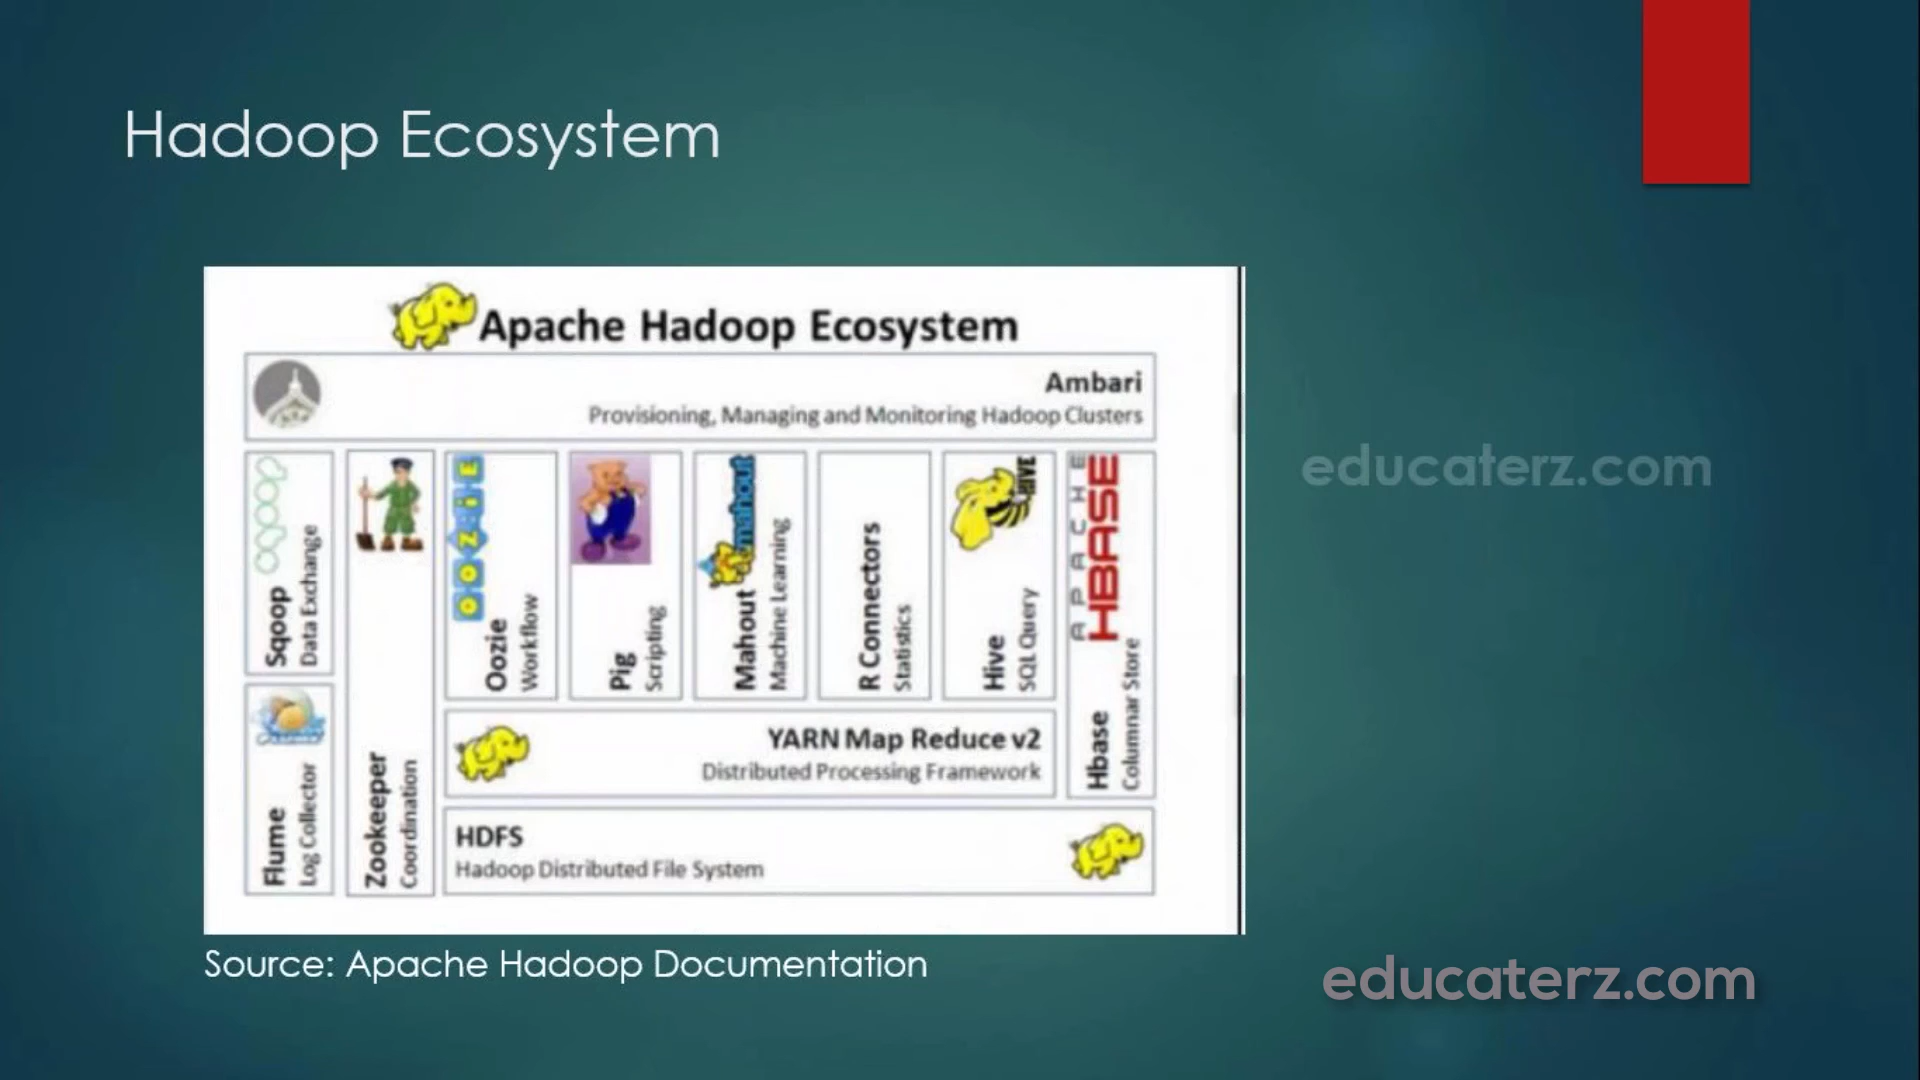 Hadoop Ecosystem
Apache Hadoop Ecosystem
Ambari
Provisioning, Managing and Monitoring Hadoop Clusters
sqoop
Sqoop
Data Exchange
Flume
Log Collector
Zookeeper
Coordination
OOZIE
Oozie
Workflow
Pig
Scripting
mahout
Mahout
Machine Learning
R Connectors
Statistics
HIVE
Hive
SQL Query
APACHE
HBASE
Hbase
Columnar Store
YARN Map Reduce v2
Distributed Processing Framework
HDFS
Hadoop Distributed File System
Source: Apache Hadoop Documentation
educaterz.com
educaterz.com